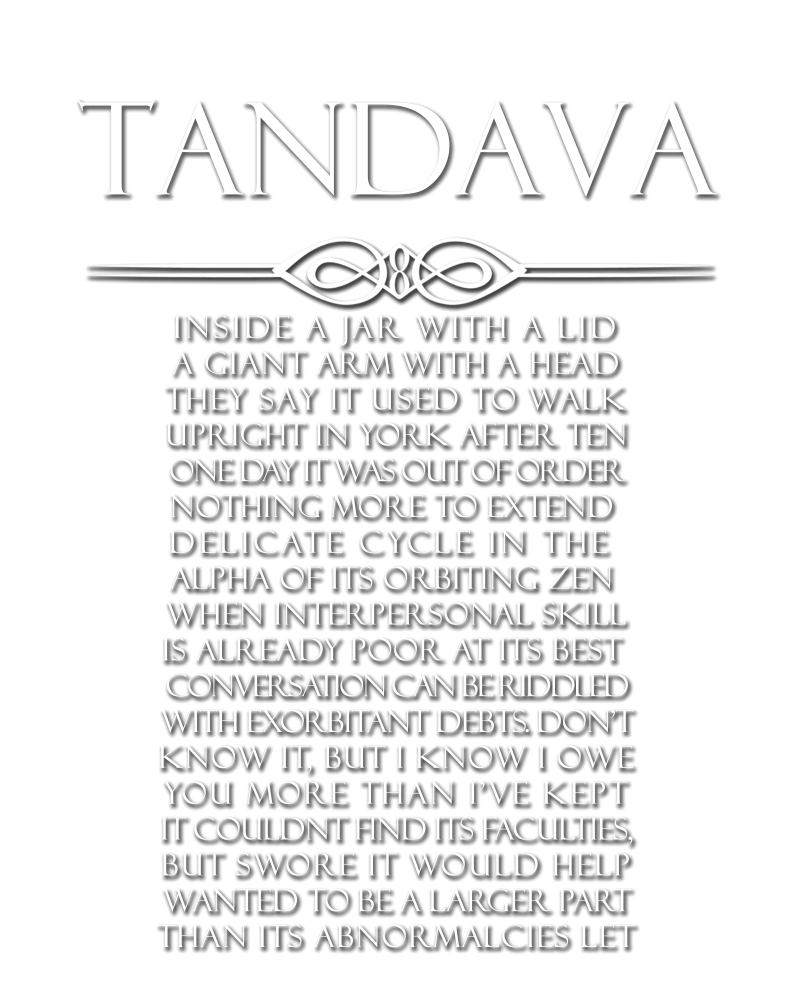 TANDAVA
INSIDE A JAR WITH A LID
A GIANT ARM WITH A HEAD
THEY SAY IT USED TO WALK
UPRIGHT IN YORK AFTER TEN
ONE DAY IT WAS OUT OF ORDER
NOTHING MORE TO EXTEND
DELICATE CYCLE IN THE
ALPHA OF ITS ORBITING ZEN
WHEN INTERPERSONAL SKILL
IS ALREADY POOR AT ITS BEST
CONVERSATION CAN BE RIDDLED
WITH EXORBITANT DEBTS. DON'T
KNOW IT, BUT I KNOW I OWE
YOU MORE THAN I'VE KEPT
IT COULDNT FIND ITS FACULTIES,
BUT SWORE IT WOULD HELP
WANTED TO BE A LARGER PART
THAN ITS ABNORMALCIES LET